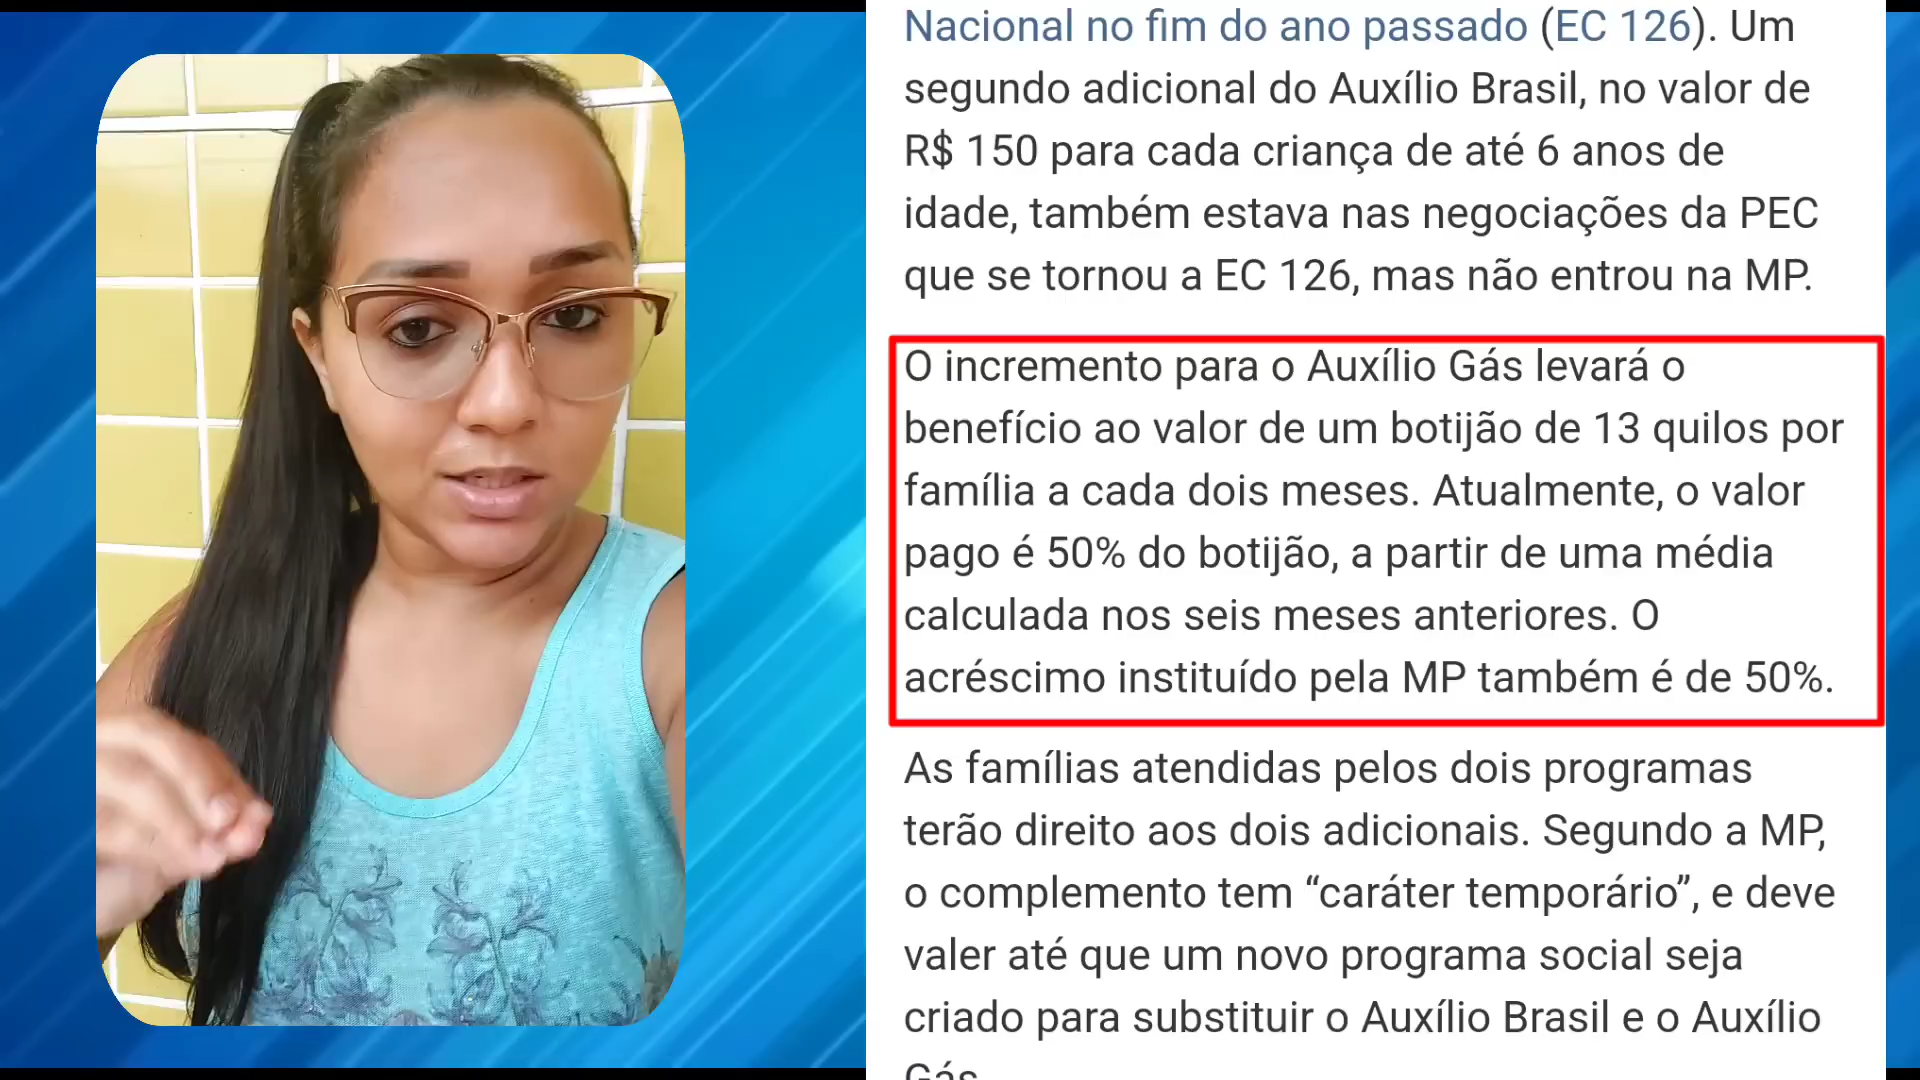 Nacional no fim do ano passado (EC 126). Um
segundo adicional do Auxílio Brasil, no valor de
R$ 150 para cada criança de até 6 anos de
idade, também estava nas negociações da PEC
que se tornou a EC 126, mas não entrou na MP.
O incremento para o Auxílio Gás levará o
benefício ao valor de um botijão de 13 quilos por
família a cada dois meses. Atualmente, o valor
pago é 50% do botijão, a partir de uma média
calculada nos seis meses anteriores. O
acréscimo instituído pela MP também é de 50%.
As famílias atendidas pelos dois programas
terão direito aos dois adicionais. Segundo a MP,
o complemento tem “caráter temporário”, e deve
valer até que um novo programa social seja
criado para substituir o Auxílio Brasil e o Auxílio
Gás